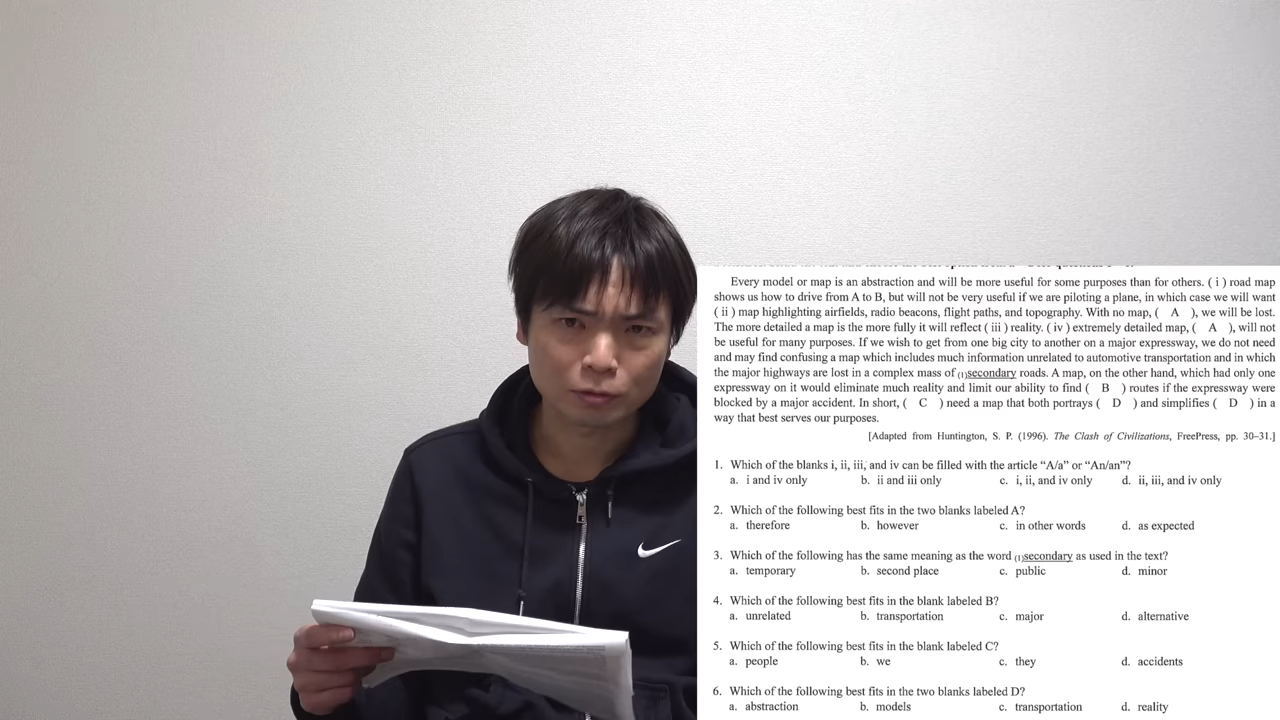 Every model or map is an abstraction and will be more useful for some purposes than for others. ( i ) road map
shows us how to drive from A to B, but will not be very useful if we are piloting a plane, in which case we will want
( ii ) map highlighting airfields, radio beacons, flight paths, and topography. With no map, ( A ), we will be lost.
The more detailed a map is the more fully it will reflect ( iii ) reality. ( iv ) extremely detailed map, ( A ), will not
be useful for many purposes. If we wish to get from one big city to another on a major expressway, we do not need
and may find confusing a map which includes much information unrelated to automotive transportation and in which
the major highways are lost in a complex mass of (1)secondary roads. A map, on the other hand, which had only one
expressway on it would eliminate much reality and limit our ability to find ( B ) routes if the expressway were
blocked by a major accident. In short, ( C ) need a map that both portrays ( D ) and simplifies ( D ) in a
way that best serves our purposes.
[Adapted from Huntington, S. P. (1996). The Clash of Civilizations, FreePress, pp. 30–31.]
1. Which of the blanks i, ii, iii, and iv can be filled with the article “A/a” or “An/an”?
a. i and iv only b. ii and iii only c. i, ii, and iv only d. ii, iii, and iv only
2. Which of the following best fits in the two blanks labeled A?
a. therefore b. however c. in other words d. as expected
3. Which of the following has the same meaning as the word (1)secondary as used in the text?
a. temporary b. second place c. public d. minor
4. Which of the following best fits in the blank labeled B?
a. unrelated b. transportation c. major d. alternative
5. Which of the following best fits in the blank labeled C?
a. people b. we c. they d. accidents
6. Which of the following best fits in the two blanks labeled D?
a. abstraction b. models c. transportation d. reality